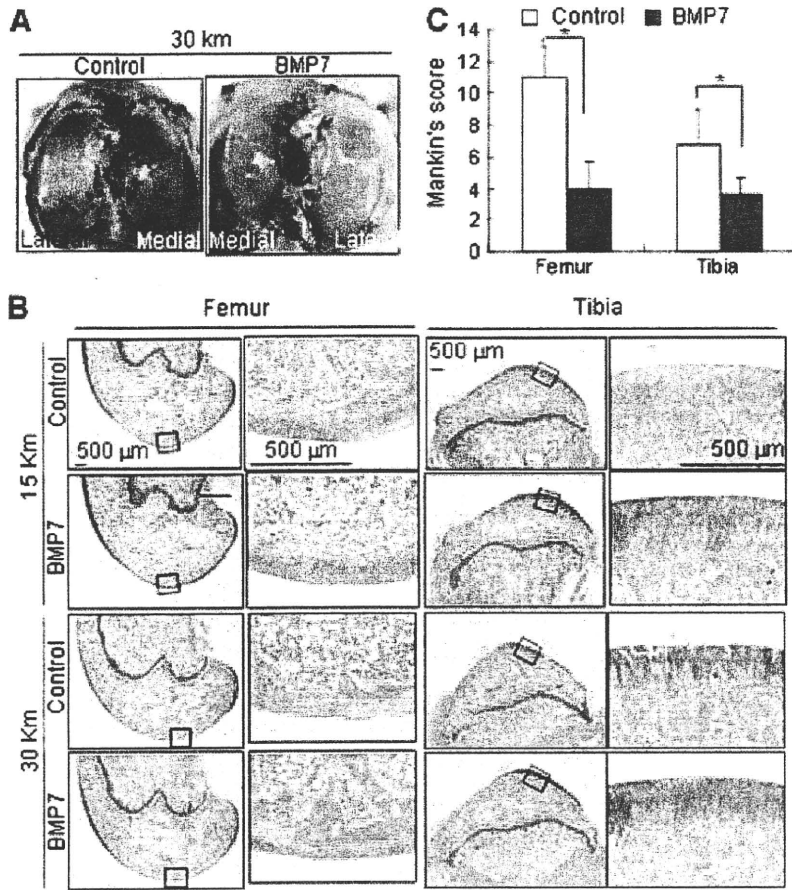 A
30 km
Control BMP7
Medial Medial
C
Control BMP7
Mankin's score
14
12
10
8
6
4
2
0
* *
Femur Tibia
B
Femur Tibia
15 Km
Control
500 µm 500 µm 500 µm 500 µm
BMP7
30 Km
Control
BMP7